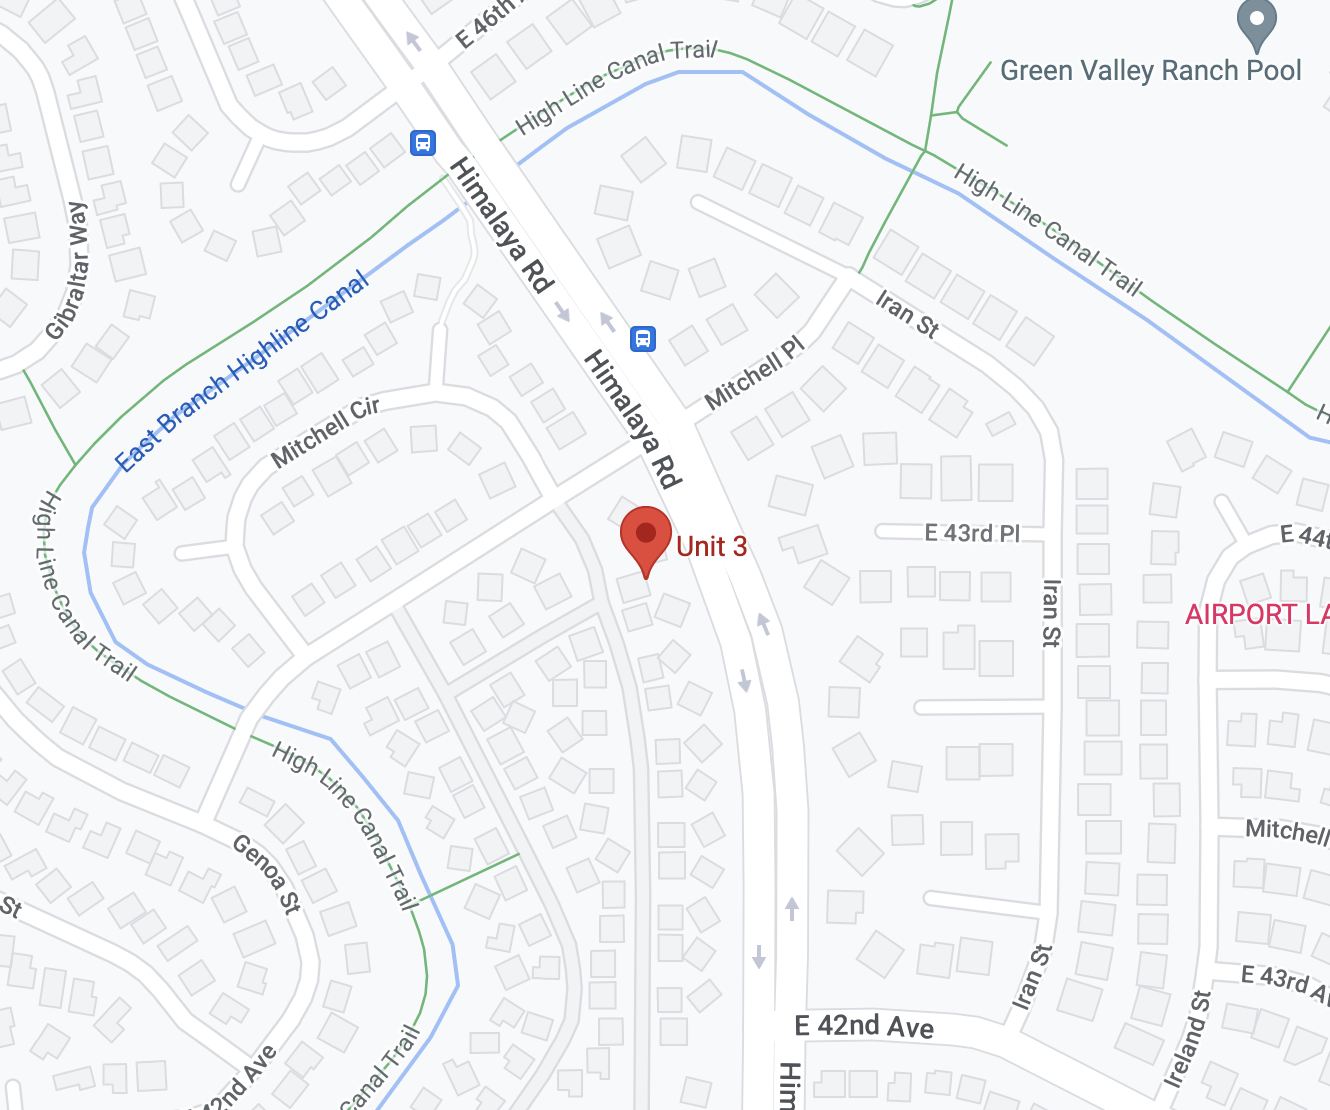 E 46th
High Line Canal Trail
Green Valley Ranch Pool
Himalaya Rd
High Line Canal Trail
Gibraltar Way
East Branch Highline Canal
Iran St
Mitchell Pl
Himalaya Rd
Mitchell Cir
H
High Line Canal Trail
Unit 3
E 43rd Pl
E 44t
Iran St
AIRPORT LA
High Line Canal Trail
Mitchell
Genoa St
St
Iran St
E 43rd Av
E 42nd Ave
Ireland St
Canal Trail
42nd Ave
Him